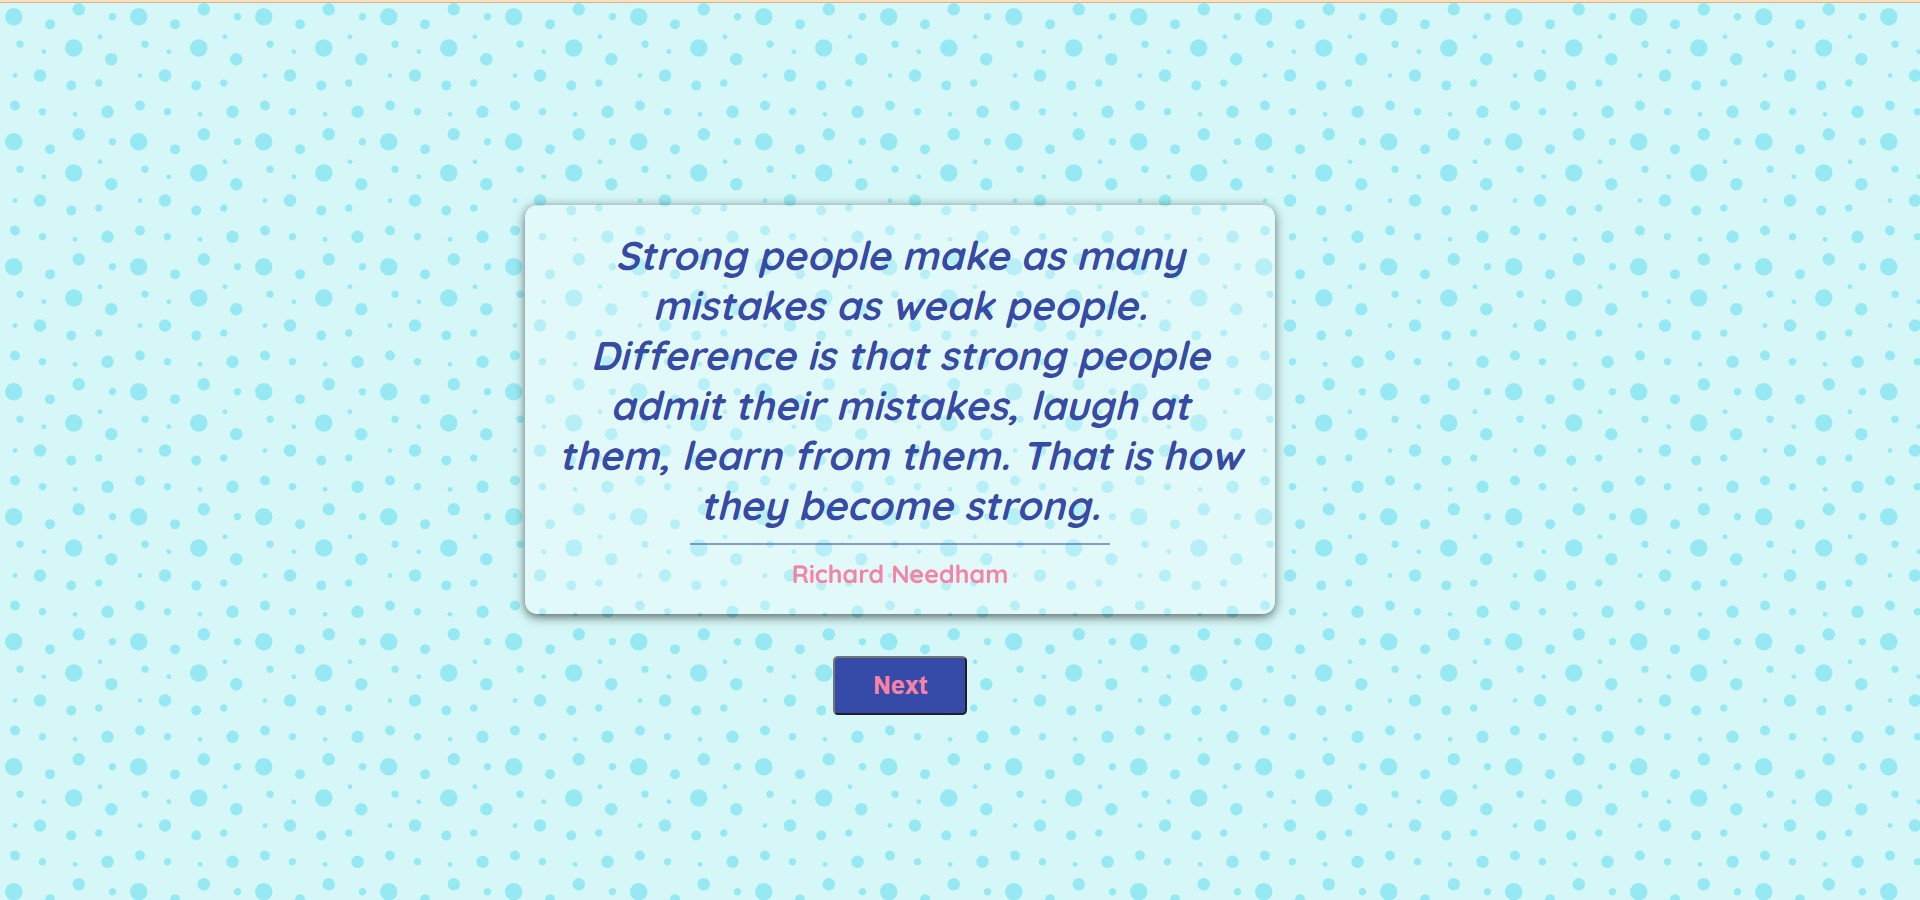 Strong people make as many
mistakes as weak people.
Difference is that strong people
admit their mistakes, laugh at
them, learn from them. That is how
they become strong.
Richard Needham
Next